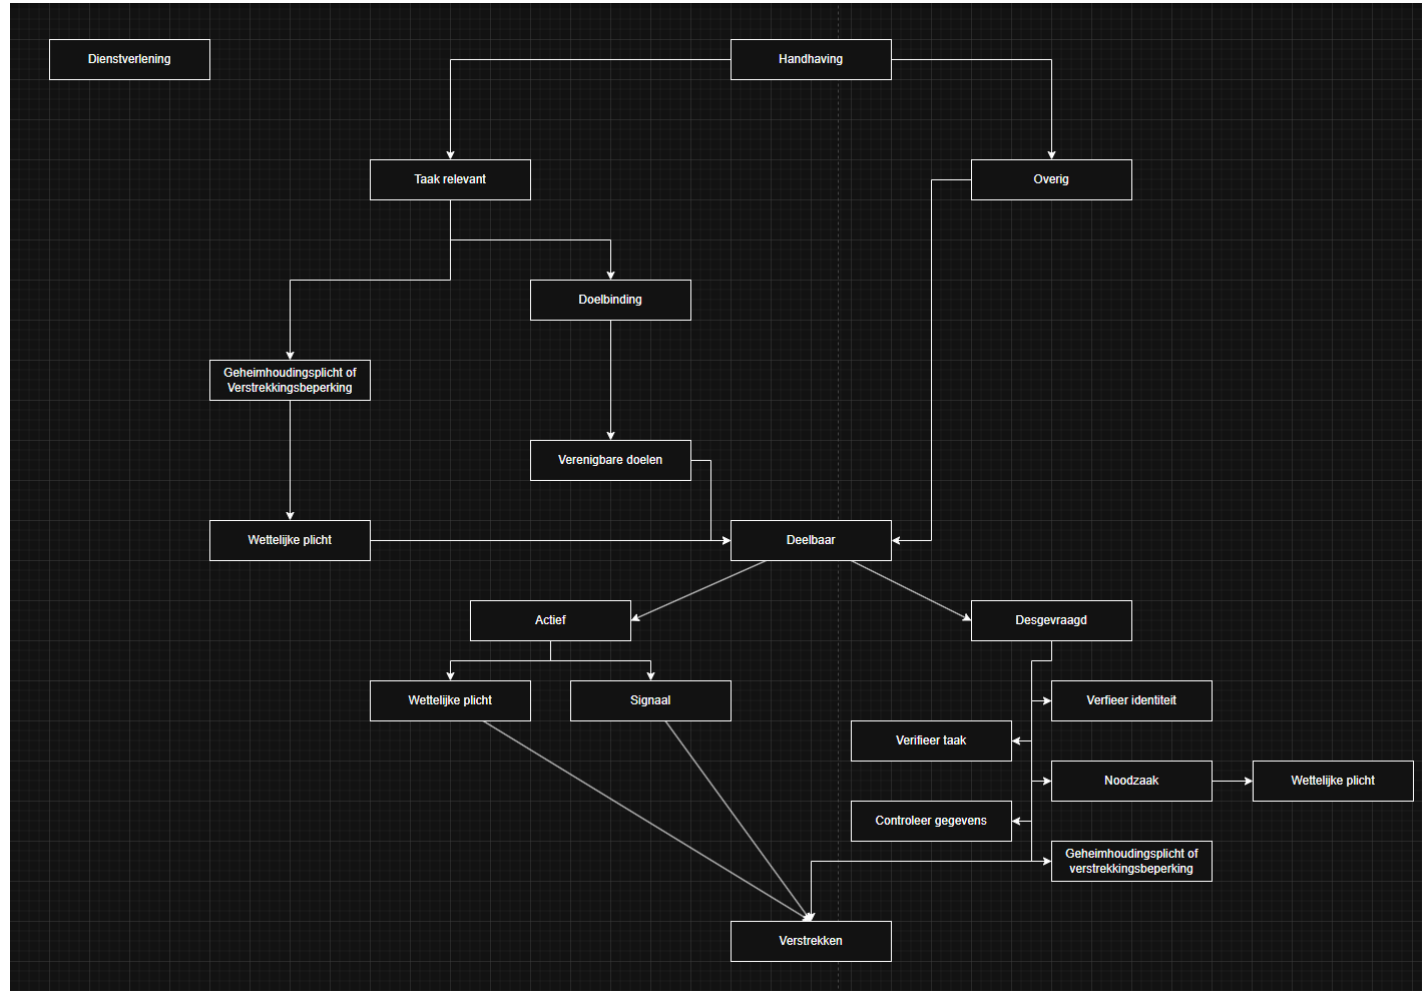 Dienstverlening
Handhaving
Taak relevant
Overig
Doelbinding
Geheimhoudingsplicht of
Verstrekkingsbeperking
Verenigbare doelen
Wettelijke plicht
Deelbaar
Actief
Desgevraagd
Wettelijke plicht
Signaal
Verfieer identiteit
Verifieer taak
Noodzaak
Wettelijke plicht
Controleer gegevens
Geheimhoudingsplicht of
verstrekkingsbeperking
Verstrekken